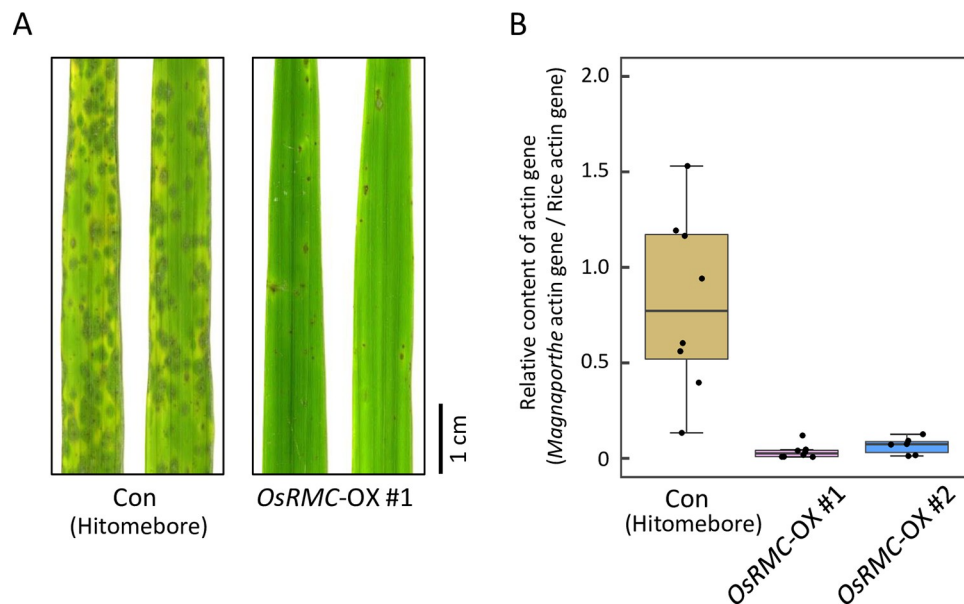 A
Con
(Hitomebore)
OsRMC-OX #1
1 cm
B
Relative content of actin gene
(Magnaporthe actin gene / Rice actin gene)
2.0
1.5
1.0
0.5
0
Con
(Hitomebore)
OsRMC-OX #1
OsRMC-OX #2